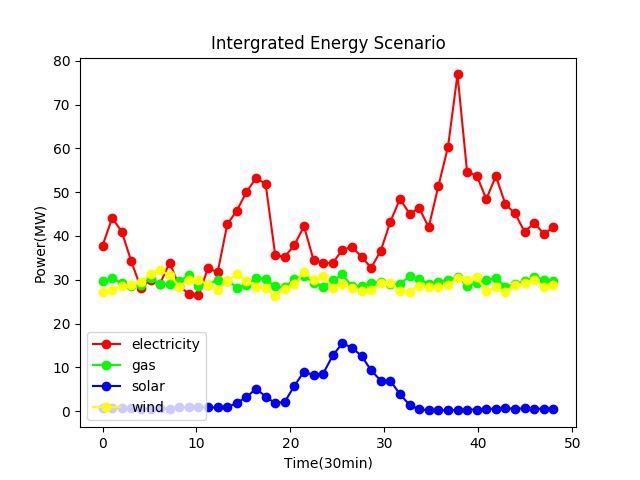 Intergrated Energy Scenario
Power(MW)
80
70
60
50
40
30
20
10
0
electricity
gas
solar
wind
0 10 20 30 40 50
Time(30min)